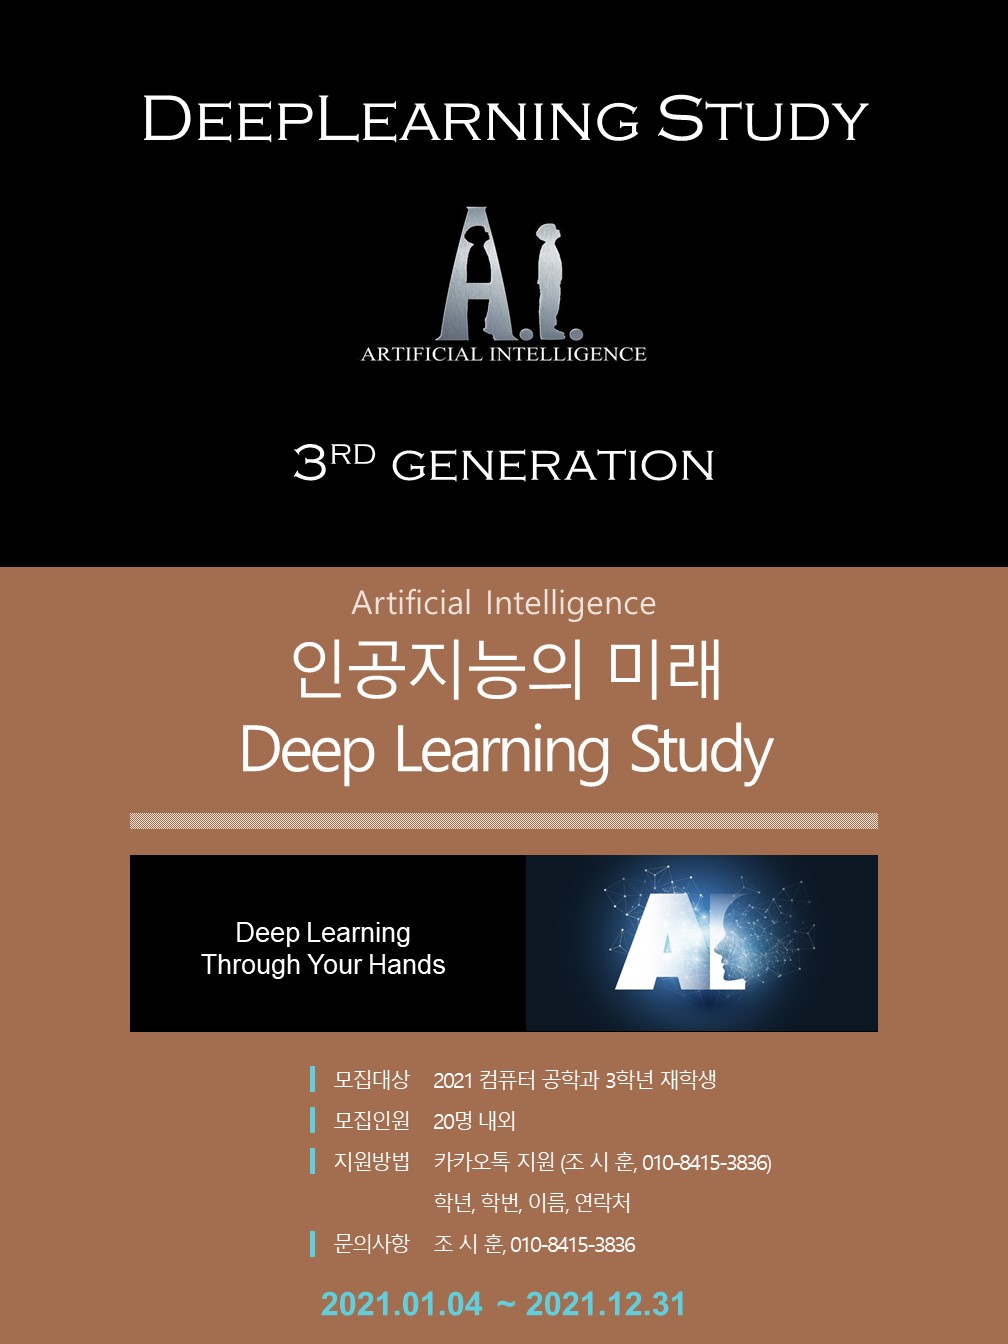 DEEPLEARNING STUDY
A.I.
ARTIFICIAL INTELLIGENCE
3RD GENERATION
Artificial Intelligence
인공지능의 미래
Deep Learning Study
Deep Learning
Through Your Hands
AI
모집대상 2021 컴퓨터 공학과 3학년 재학생
모집인원 20명 내외
지원방법 카카오톡 지원 (조 시 훈, 010-8415-3836)
학년, 학번, 이름, 연락처
문의사항 조 시 훈, 010-8415-3836
2021.01.04 ~ 2021.12.31